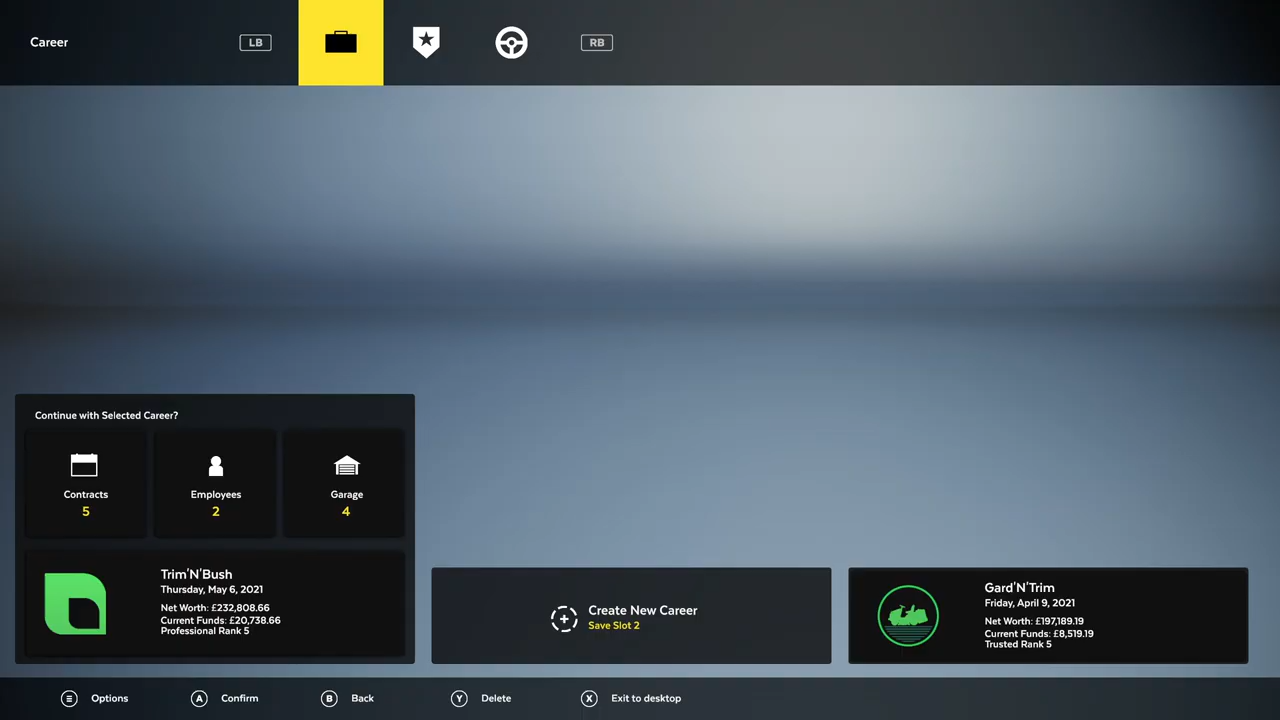 Career
LB
RB
Continue with Selected Career?
Contracts
5
Employees
2
Garage
4
Trim'N'Bush
Thursday, May 6, 2021
Net Worth: £232,808.66
Current Funds: £20,738.66
Professional Rank 5
Create New Career
Save Slot 2
Gard'N'Trim
Friday, April 9, 2021
Net Worth: £197,189.19
Current Funds: £8,519.19
Trusted Rank 5
Options
A Confirm
B Back
Y Delete
X Exit to desktop